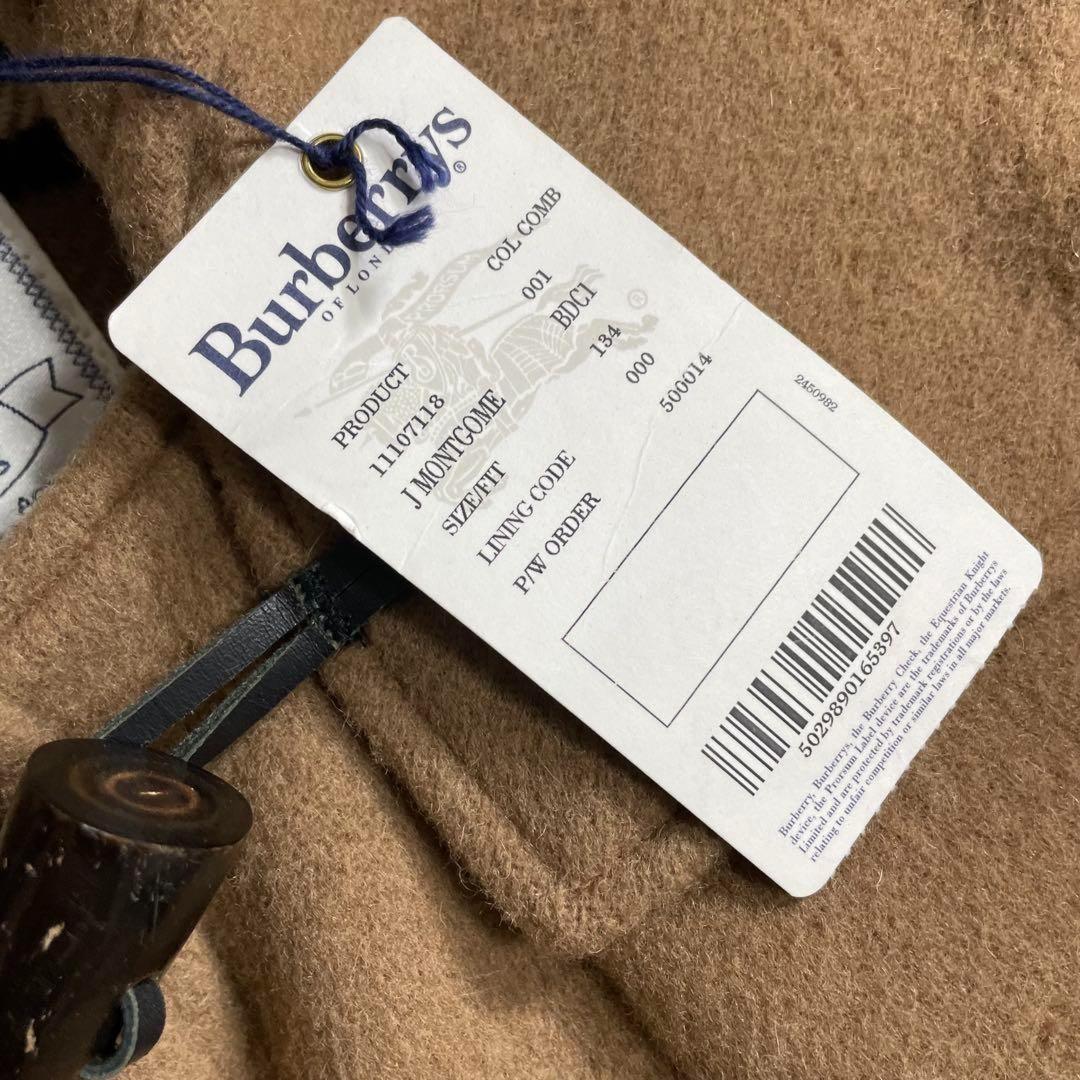 Burberrys®
OF LOND
PRORSUM
®
PRODUCT
COL COMB
11107118
001
J MONTGOME
BDC1
SIZE/FIT
134
LINING CODE
000
P/W ORDER
500014
2450982
5029890165397
Burberry, Burberrys, the Burberry Check, the Equestrian Knight
device, the Prorsum Label device are the trademarks of Burberrys
Limited and are protected by trademark registrations or by the laws
relating to unfair competition or similar laws in all major markets.